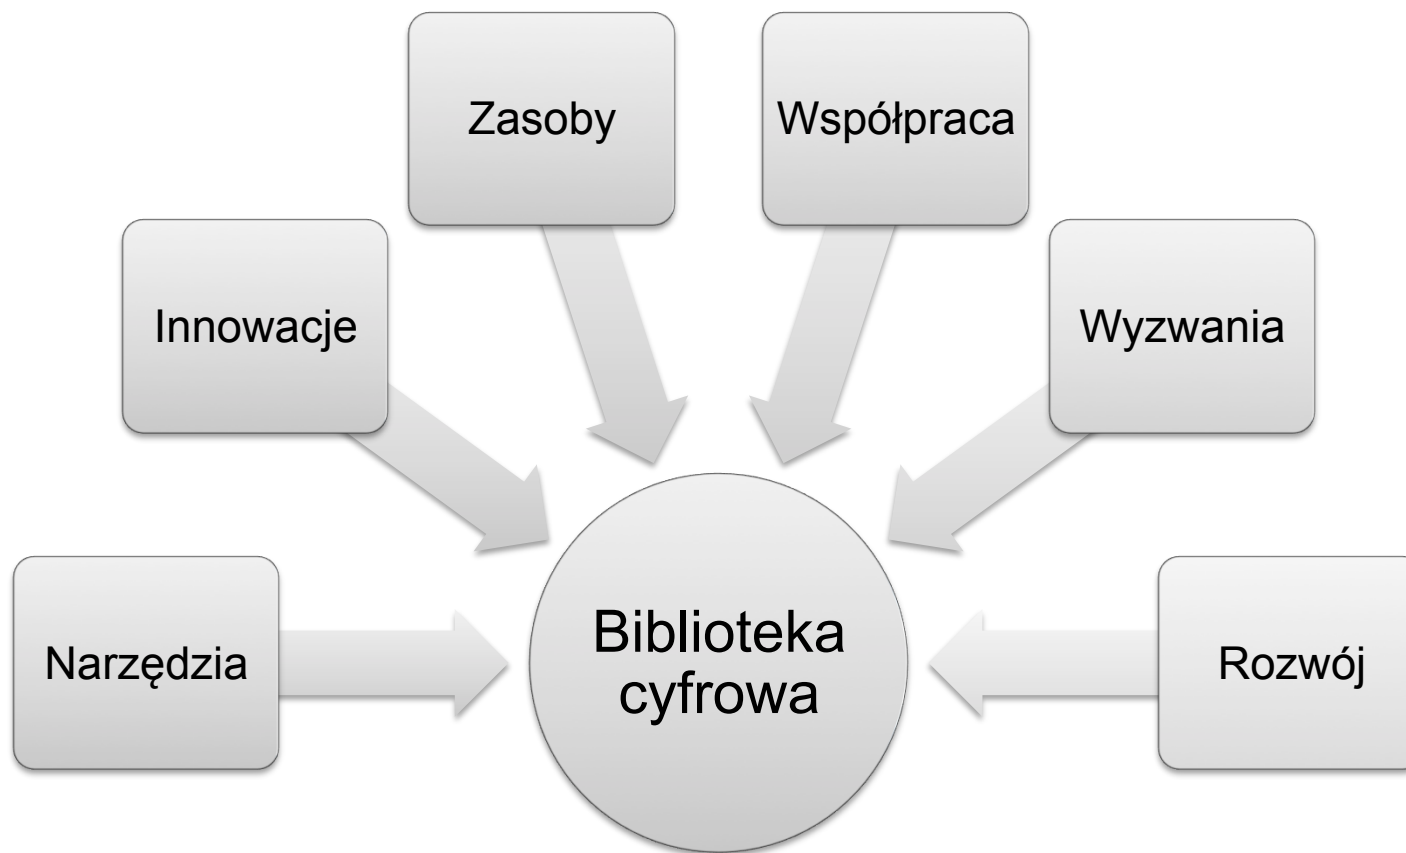 Zasoby
Współpraca
Innowacje
Wyzwania
Narzędzia
Biblioteka
cyfrowa
Rozwój